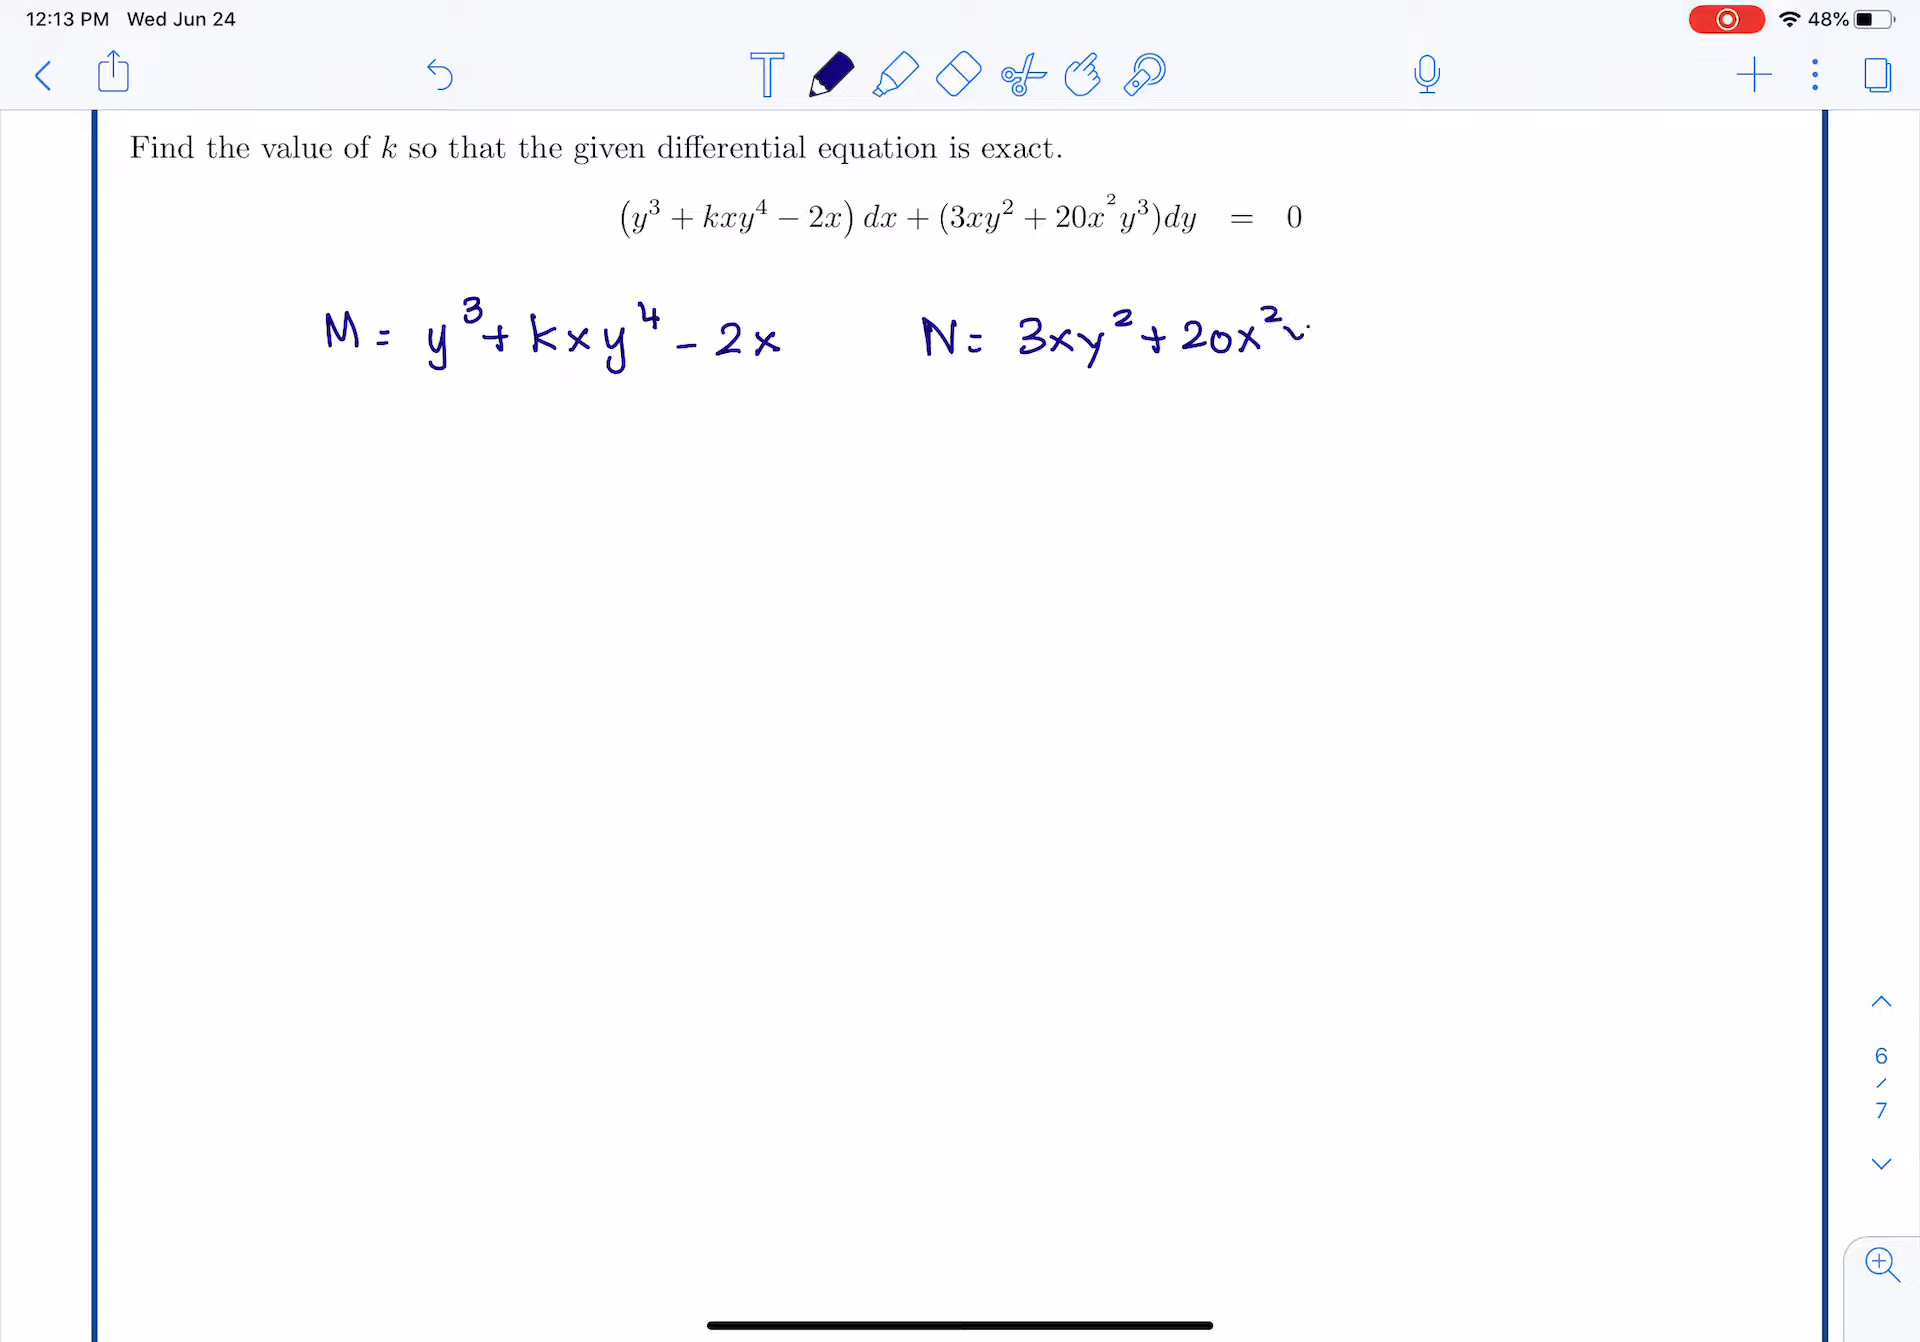 12:13 PM Wed Jun 24 48%
T
Find the value of k so that the given differential equation is exact.
(y³ + kxy⁴ − 2x) dx + (3xy² + 20x²y³)dy = 0
M = y³ + kxy⁴ − 2x N = 3xy² + 20x²
6
/
7